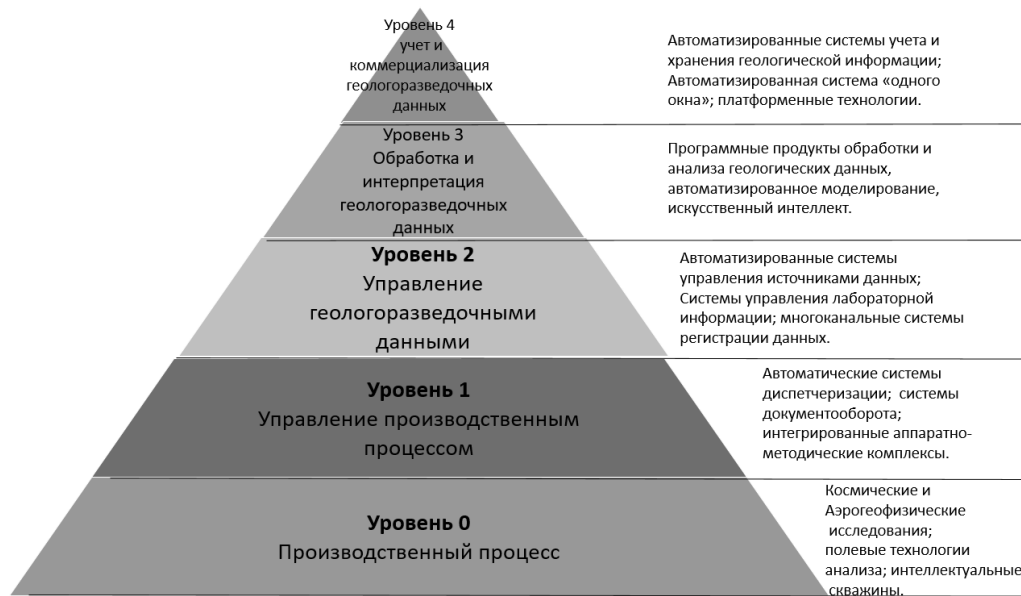 Уровень 4
учет и
коммерциализация
геологоразведочных
данных
Автоматизированные системы учета и
хранения геологической информации;
Автоматизированная система «одного
окна»; платформенные технологии.
Уровень 3
Обработка и
интерпретация
геологоразведочных
данных
Программные продукты обработки и
анализа геологических данных,
автоматизированное моделирование,
искусственный интеллект.
Уровень 2
Управление
геологоразведочными
данными
Автоматизированные системы
управления источниками данных;
Системы управления лабораторной
информации; многоканальные системы
регистрации данных.
Уровень 1
Управление производственным
процессом
Автоматические системы
диспетчеризации; системы
документооборота;
интегрированные аппаратно-
методические комплексы.
Уровень 0
Производственный процесс
Космические и
Аэрогеофизические
исследования;
полевые технологии
анализа; интеллектуальные
скважины.